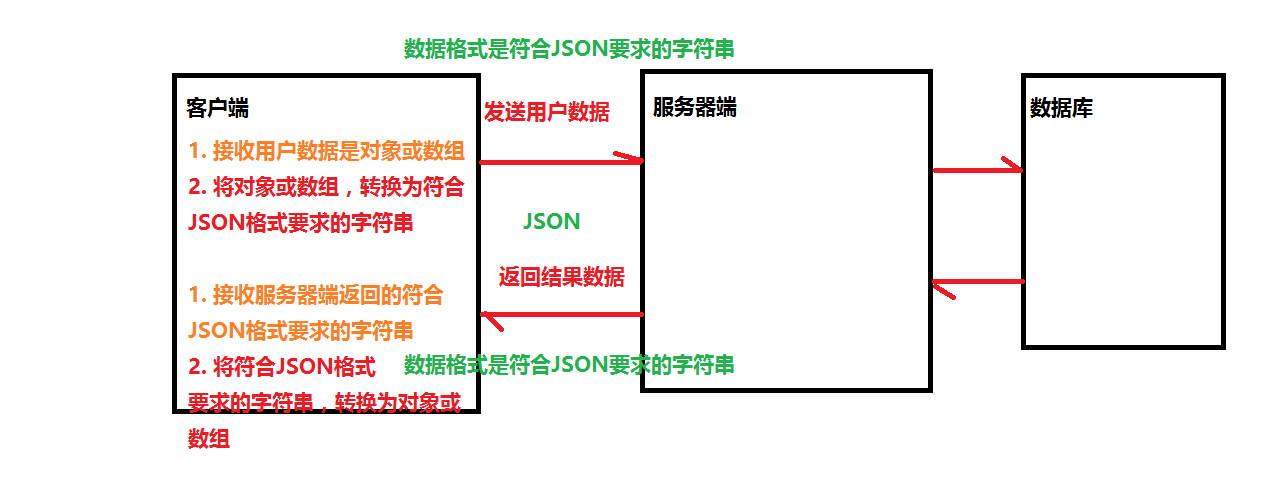 数据格式是符合JSON要求的字符串
客户端
1. 接收用户数据是对象或数组
2. 将对象或数组，转换为符合
JSON格式要求的字符串
1. 接收服务器端返回的符合
JSON格式要求的字符串
2. 将符合JSON格式
要求的字符串，转换为对象或
数组
发送用户数据
JSON
返回结果数据
数据格式是符合JSON要求的字符串
服务器端
数据库